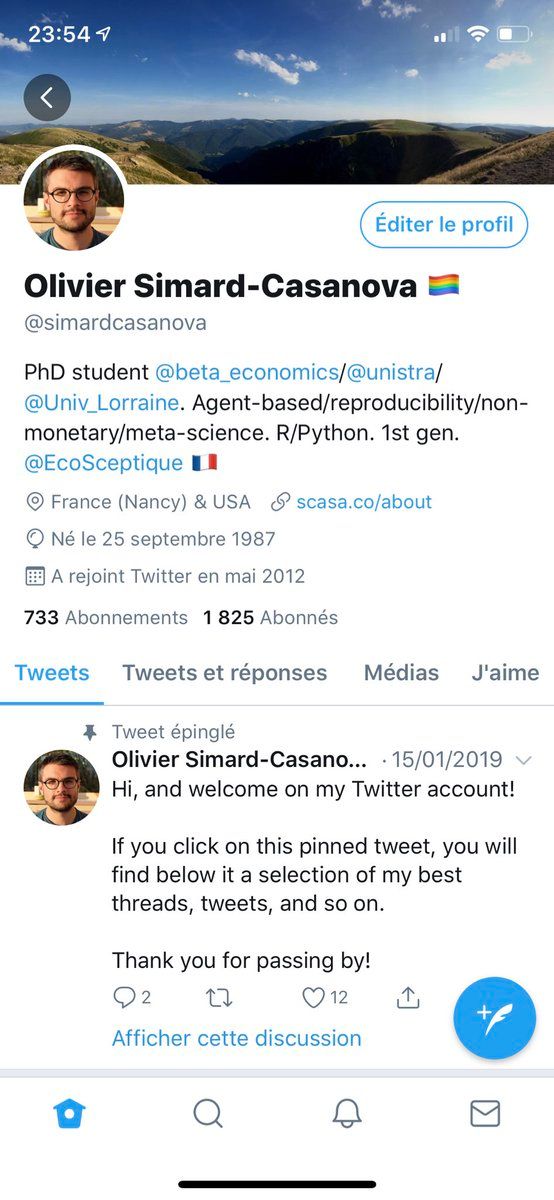 23:54
Éditer le profil
Olivier Simard-Casanova 🏳️‍🌈
@simardcasanova
PhD student @beta_economics/@unistra/
@Univ_Lorraine. Agent-based/reproducibility/non-
monetary/meta-science. R/Python. 1st gen.
@EcoSceptique 🇫🇷
France (Nancy) & USA scasa.co/about
Né le 25 septembre 1987
A rejoint Twitter en mai 2012
733 Abonnements 1 825 Abonnés
Tweets Tweets et réponses Médias J'aime
Tweet épinglé
Olivier Simard-Casano... · 15/01/2019
Hi, and welcome on my Twitter account!
If you click on this pinned tweet, you will
find below it a selection of my best
threads, tweets, and so on.
Thank you for passing by!
2 12
Afficher cette discussion